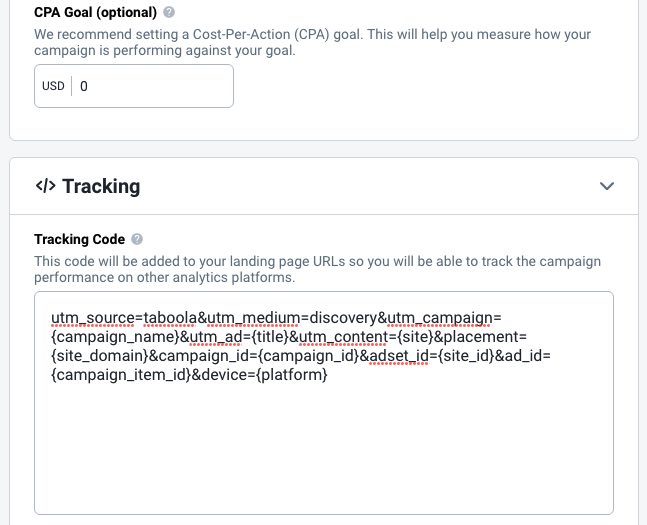 CPA Goal (optional)
We recommend setting a Cost-Per-Action (CPA) goal. This will help you measure how your
campaign is performing against your goal.
USD 0
</> Tracking
Tracking Code
This code will be added to your landing page URLs so you will be able to track the campaign
performance on other analytics platforms.
utm_source=taboola&utm_medium=discovery&utm_campaign=
{campaign_name}&utm_ad={title}&utm_content={site}&placement=
{site_domain}&campaign_id={campaign_id}&adset_id={site_id}&ad_id=
{campaign_item_id}&device={platform}